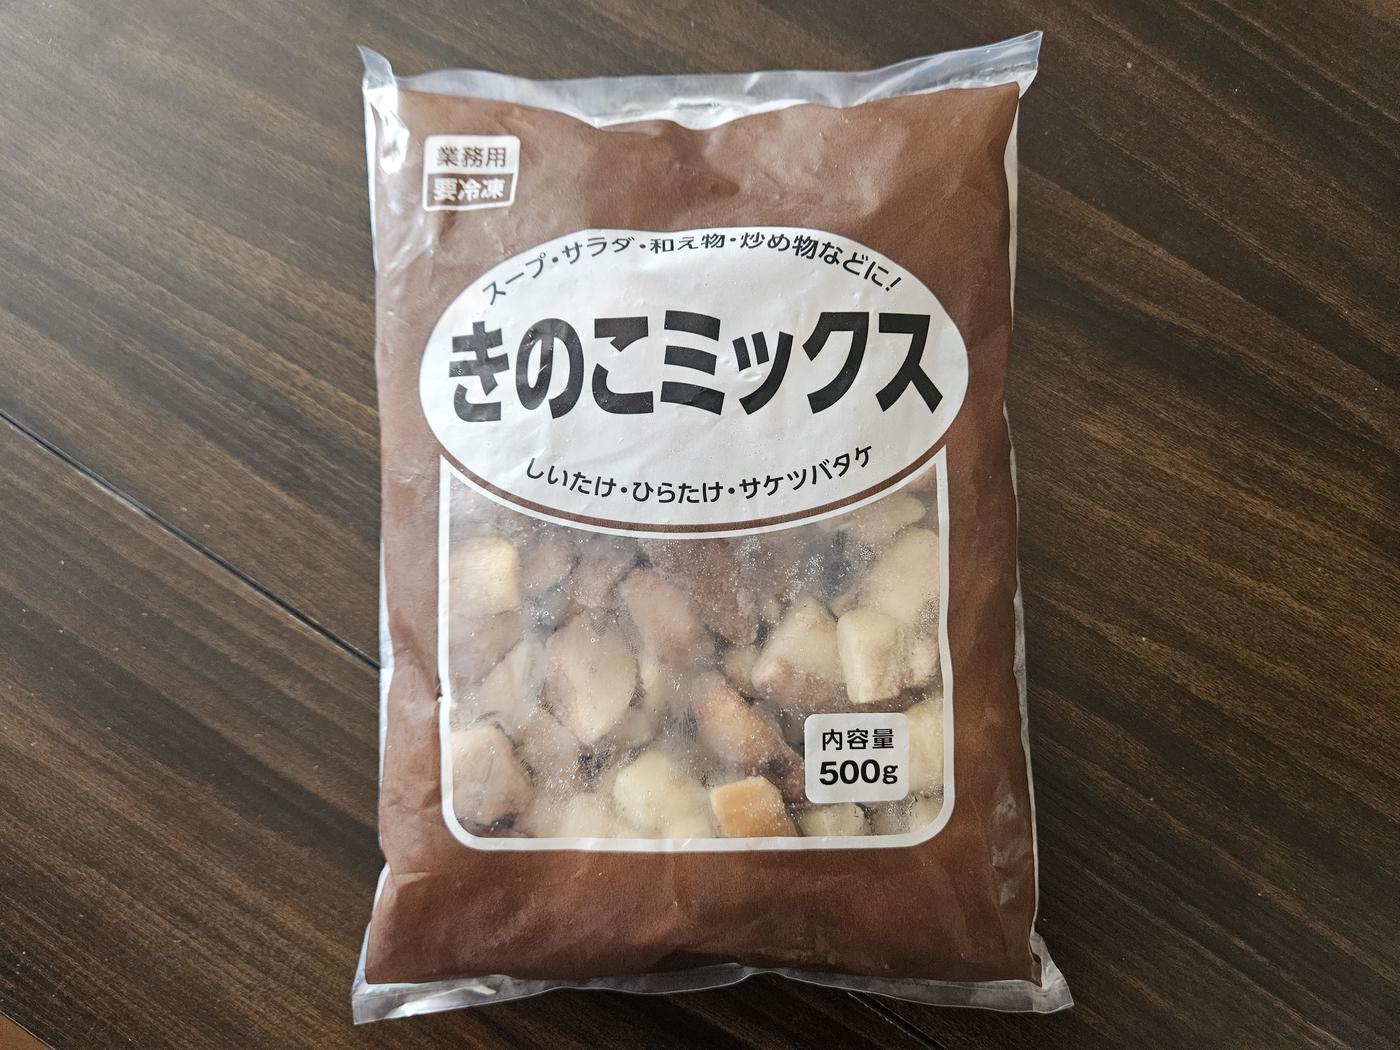 業務用
要冷凍
スープ・サラダ・和え物・炒め物などに!
きのこミックス
しいたけ・ひらたけ・サケツバタケ
内容量
500g